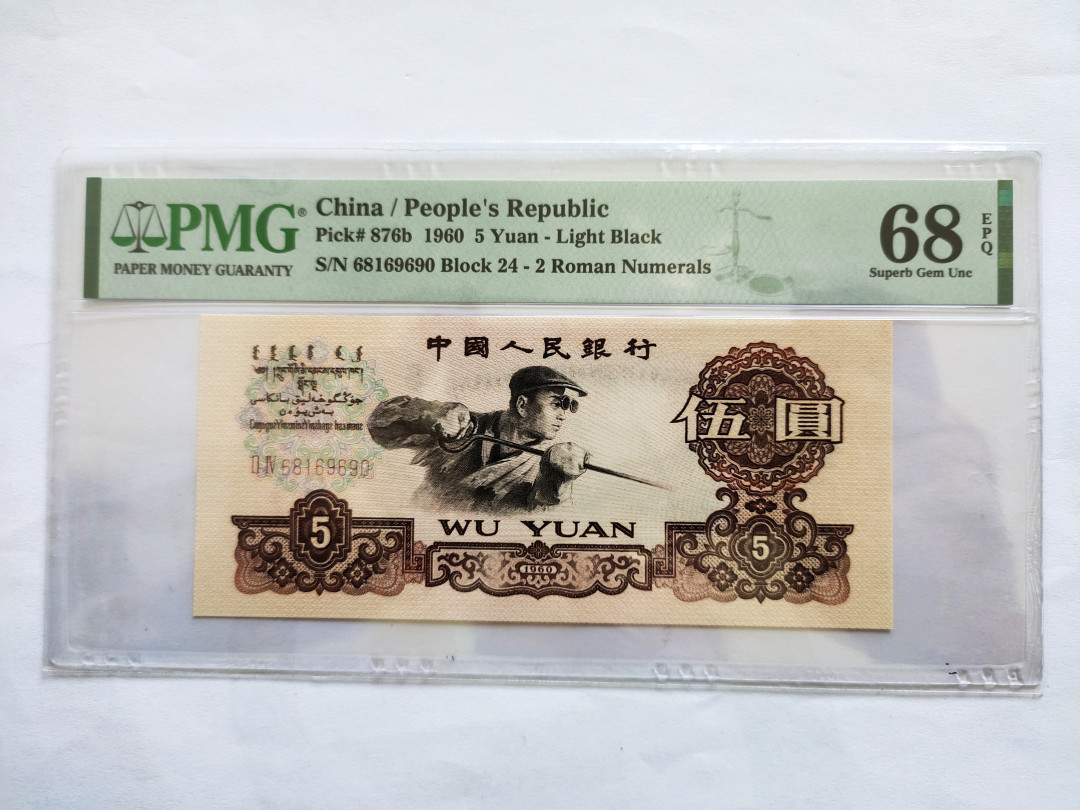 PMG®
PAPER MONEY GUARANTY
China / People's Republic
Pick# 876b 1960 5 Yuan - Light Black
S/N 68169690 Block 24 - 2 Roman Numerals
68
EPQ
Superb Gem Unc
中國人民銀行
II IV 68169690
伍圓
WU YUAN
5
5
1960